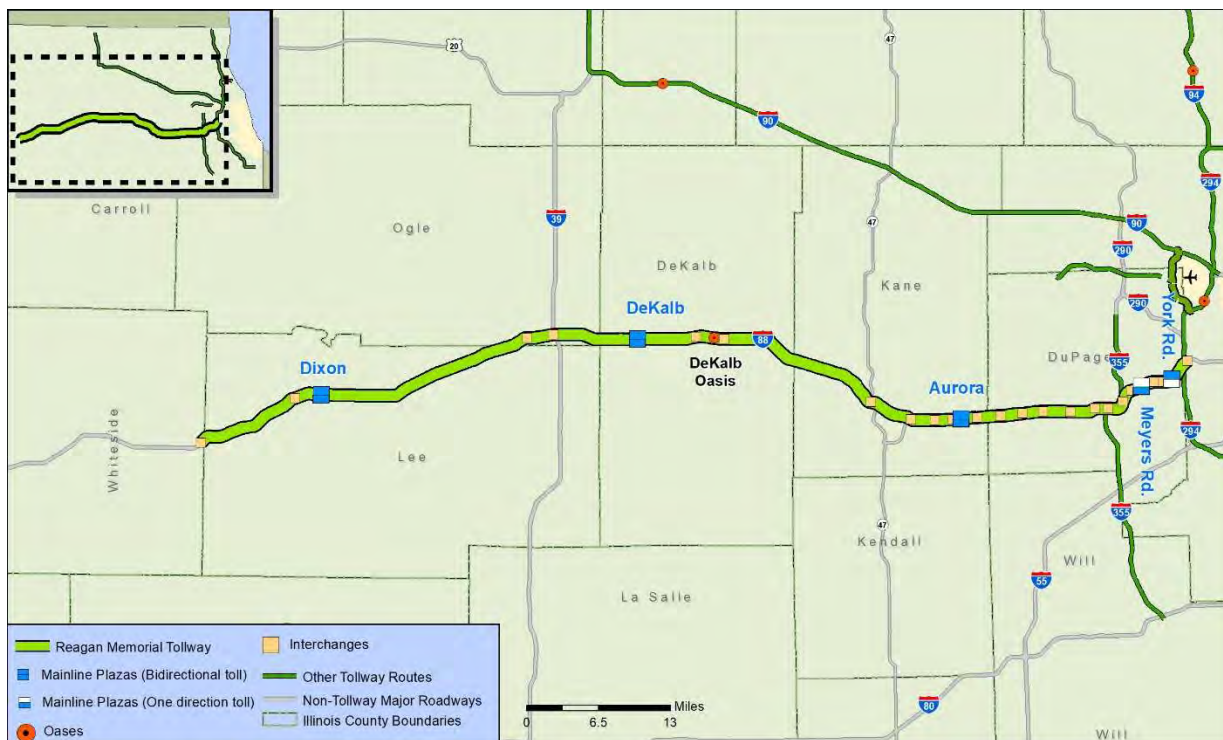 20
47
94
90
294
39
Carroll
Ogle
90
47
290
DeKalb
Kane
DeKalb
290
York Rd.
88
DeKalb
Oasis
DuPage
355
Dixon
Aurora
Whiteside
Lee
Meyers Rd.
294
355
47
Kendall
Will
55
La Salle
80
Will
Reagan Memorial Tollway
Mainline Plazas (Bidirectional toll)
Mainline Plazas (One direction toll)
Oases
Interchanges
Other Tollway Routes
Non-Tollway Major Roadways
Illinois County Boundaries
Miles
0 6.5 13